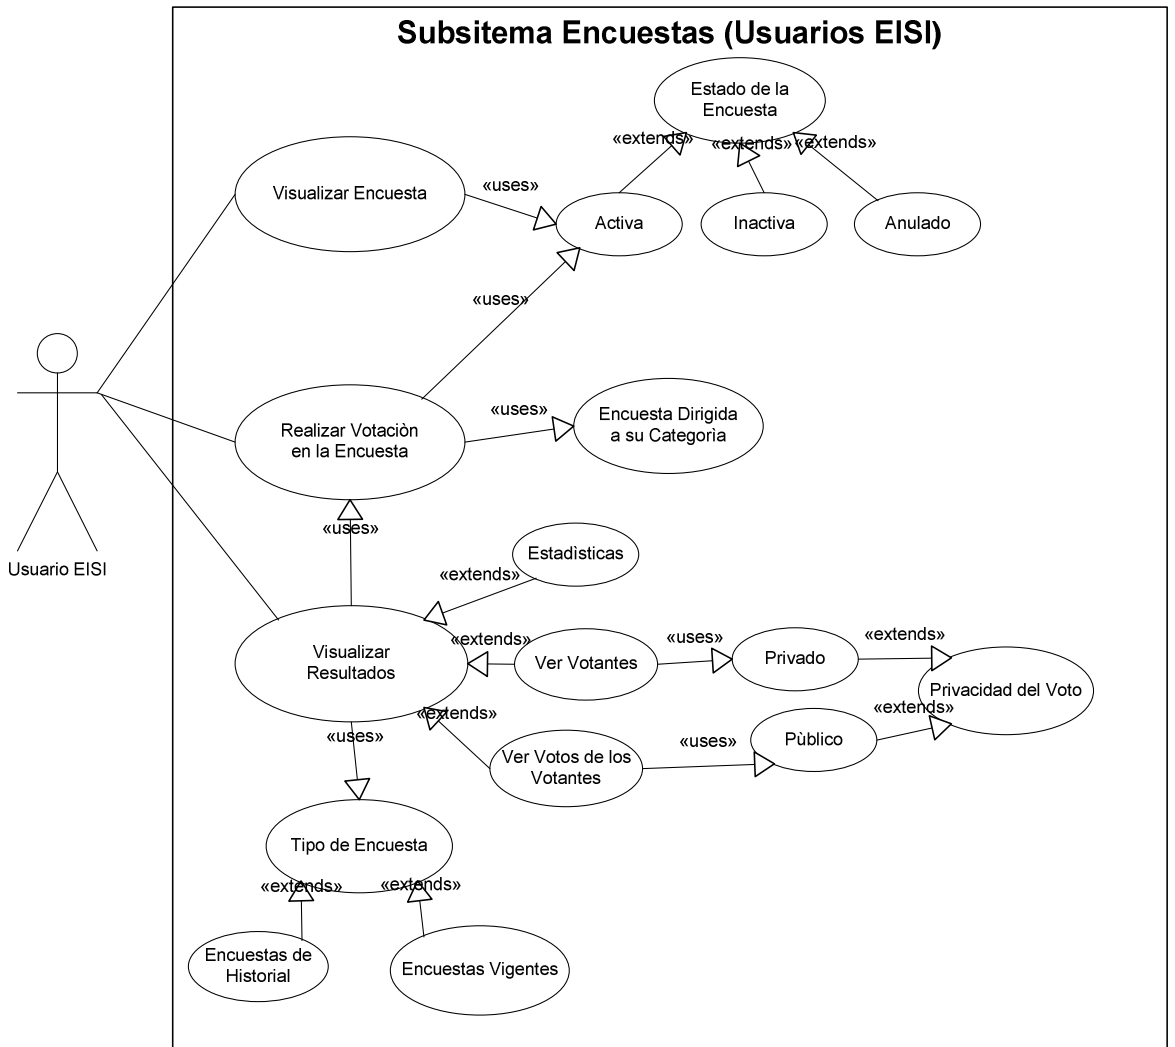 Subsitema Encuestas (Usuarios EISI)
Estado de la
Encuesta
«extends»
«extends»
«extends»
Visualizar Encuesta
«uses»
Activa
Inactiva
Anulado
«uses»
Realizar Votaciòn
en la Encuesta
«uses»
Encuesta Dirigida
a su Categorìa
Usuario EISI
«uses»
Estadìsticas
«extends»
Visualizar
Resultados
«extends»
Ver Votantes
«uses»
Privado
«extends»
Privacidad del Voto
«extends»
«extends»
Ver Votos de los
Votantes
«uses»
Pùblico
«uses»
Tipo de Encuesta
«extends»
«extends»
Encuestas de
Historial
Encuestas Vigentes